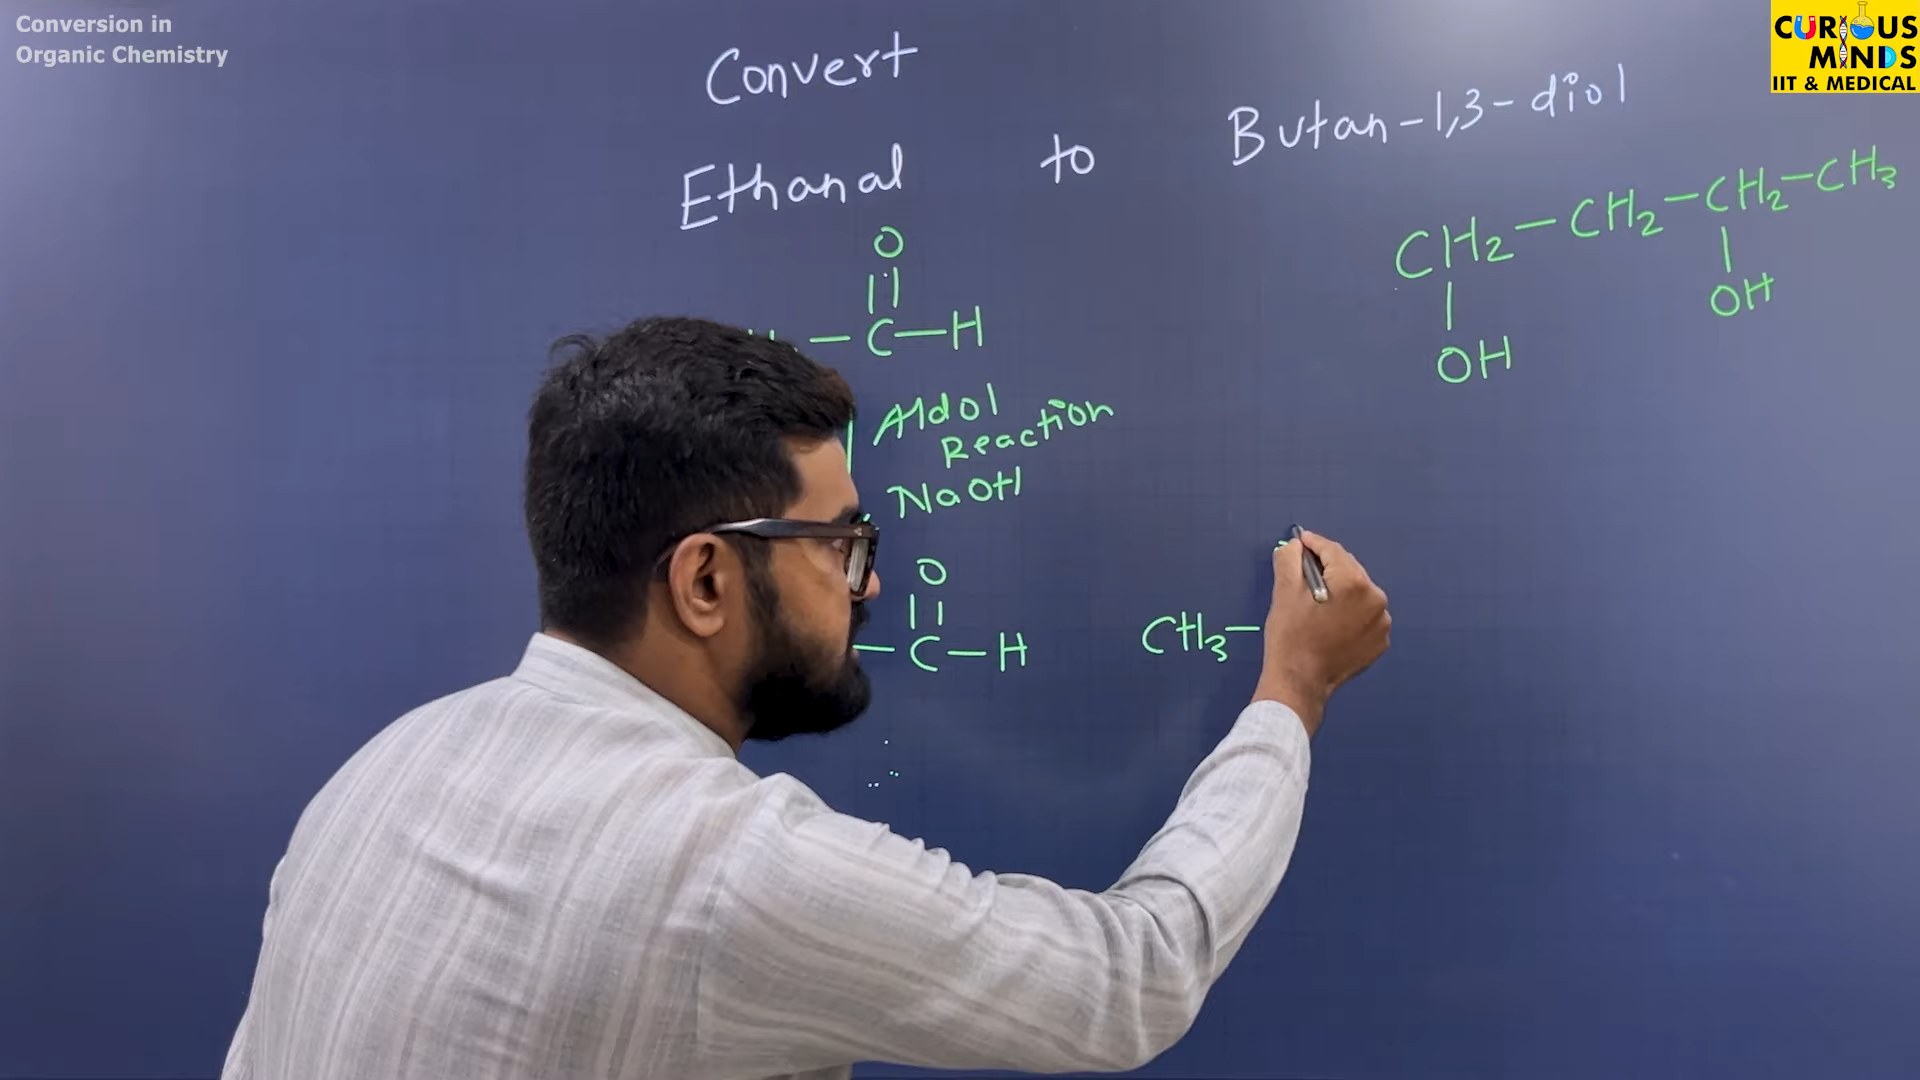 Conversion in
Organic Chemistry
CURIOUS
MINDS
IIT & MEDICAL
Convert
Ethanal to Butan-1,3-diol
O
||
— C — H
CH2 — CH2 — CH2 — CH3
| |
OH OH
Aldol
Reaction
NaOH
O
||
— C — H
CH3 —